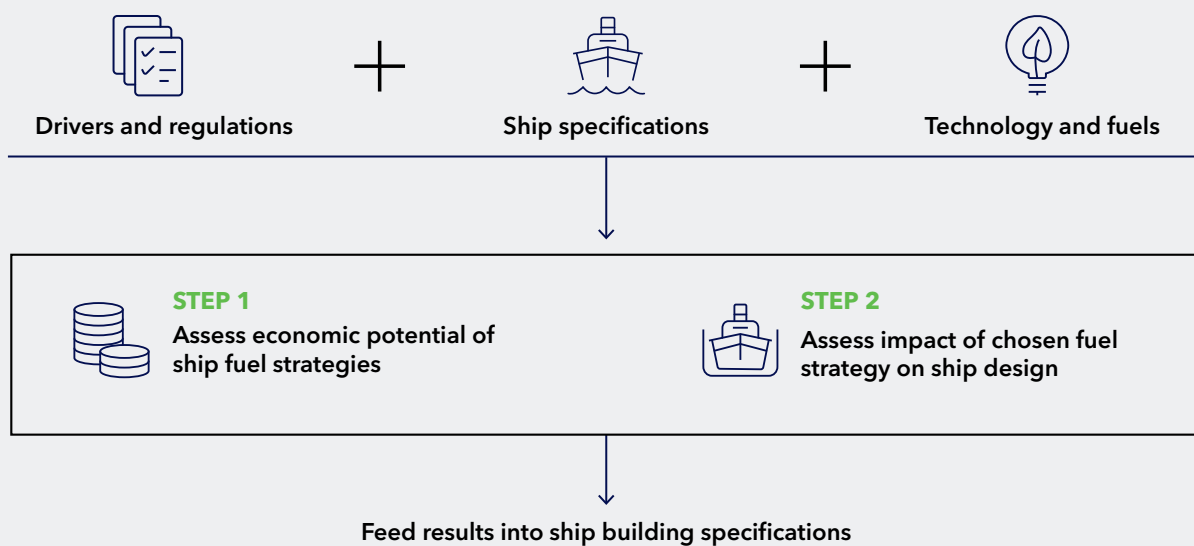 Drivers and regulations
Ship specifications
Technology and fuels
STEP 1
Assess economic potential of
ship fuel strategies
STEP 2
Assess impact of chosen fuel
strategy on ship design
Feed results into ship building specifications